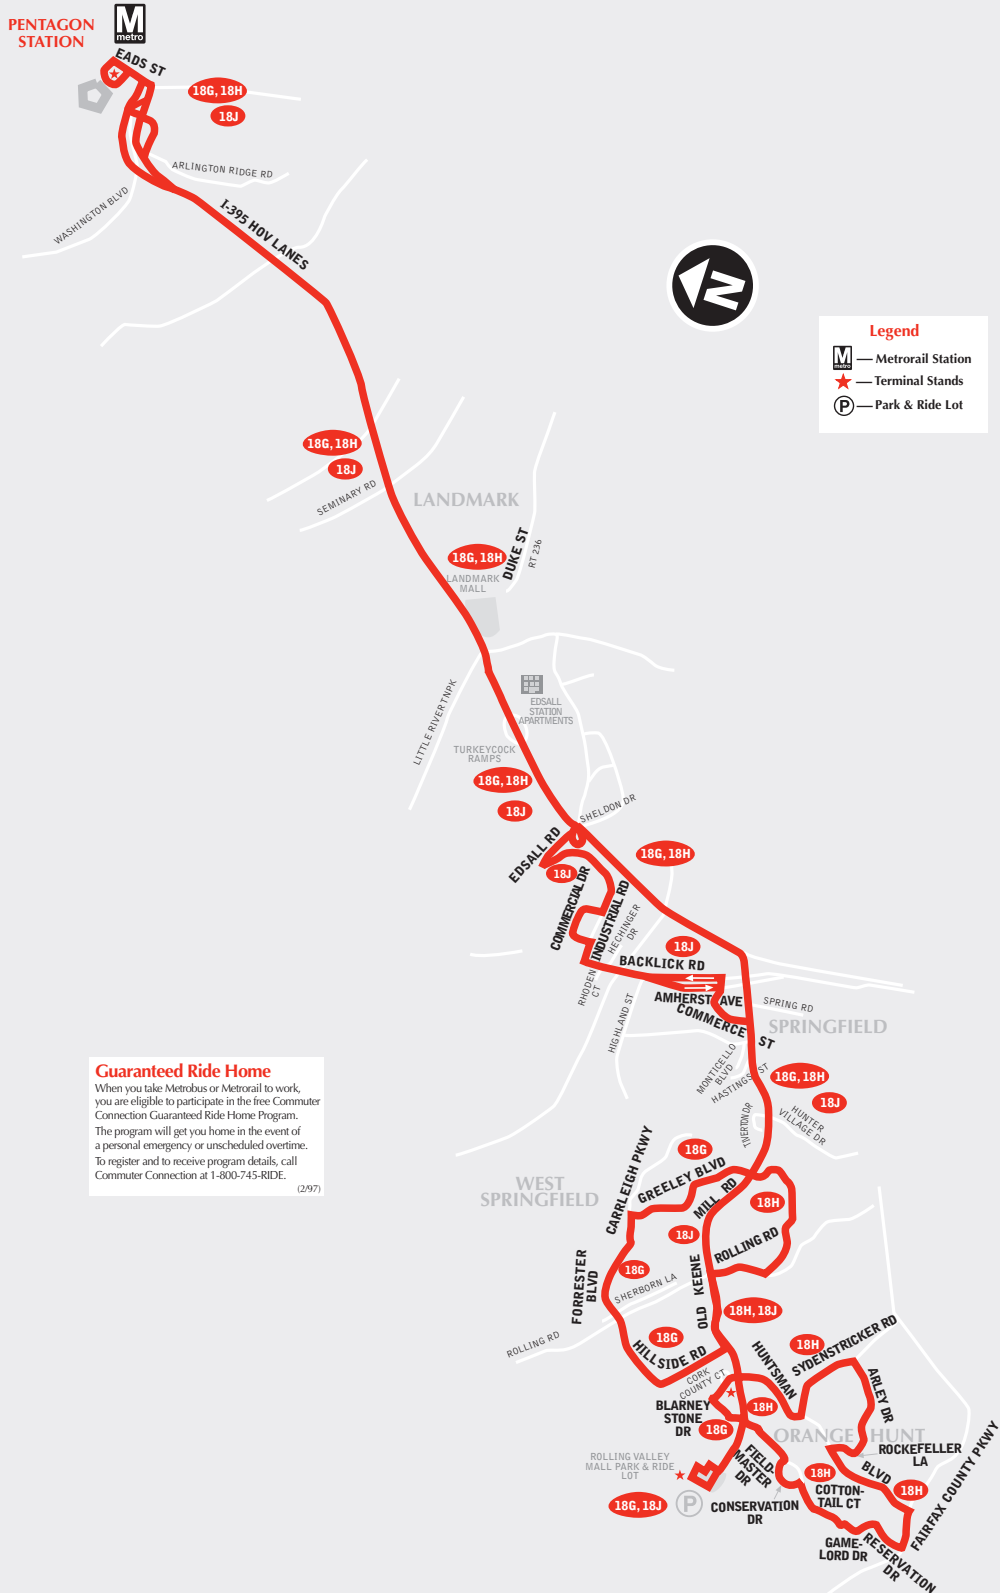 PENTAGON
STATION
M
metro
EADS ST
18G, 18H
18J
ARLINGTON RIDGE RD
WASHINGTON BLVD
I-395 HOV LANES
N
Legend
M
metro
— Metrorail Station
— Terminal Stands
P
— Park & Ride Lot
18G, 18H
18J
SEMINARY RD
LANDMARK
18G, 18H
DUKE ST
RT 236
LANDMARK
MALL
LITTLE RIVER TNPK
EDSALL
STATION
APARTMENTS
TURKEYCOCK
RAMPS
18G, 18H
18J
SHELDON DR
EDSALL RD
18G, 18H
18J
COMMERCIAL DR
INDUSTRIAL RD
HECHINGER
DR
18J
BACKLICK RD
RHODEN
CT
AMHERST AVE
SPRING RD
HIGHLAND ST
COMMERCE ST
SPRINGFIELD
MONTICELLO
BLVD
HASTINGS ST
18G, 18H
18J
TIVERTON DR
HUNTER
VILLAGE DR
Guaranteed Ride Home
When you take Metrobus or Metrorail to work,
you are eligible to participate in the free Commuter
Connection Guaranteed Ride Home Program.
The program will get you home in the event of
a personal emergency or unscheduled overtime.
To register and to receive program details, call
Commuter Connection at 1-800-745-RIDE.
(2/97)
CARRLEIGH PKWY
18G
GREELEY BLVD
WEST
SPRINGFIELD
OLD KEENE MILL RD
18H
18J
ROLLING RD
FORRESTER
BLVD
18G
SHERBORN LA
18H, 18J
ROLLING RD
18G
HILLSIDE RD
HUNTSMAN
18H
SYDENSTRICKER RD
CORK
COUNTY CT
ARLEY DR
BLARNEY
STONE
DR
18H
18G
ORANGE HUNT
ROCKEFELLER
LA
ROLLING VALLEY
MALL PARK & RIDE
LOT
FIELD-
MASTER
DR
18H
BLVD
18H
COTTON-
TAIL CT
FAIRFAX COUNTY PKWY
18G, 18J
P
CONSERVATION
DR
GAME-
LORD DR
RESERVATION
DR